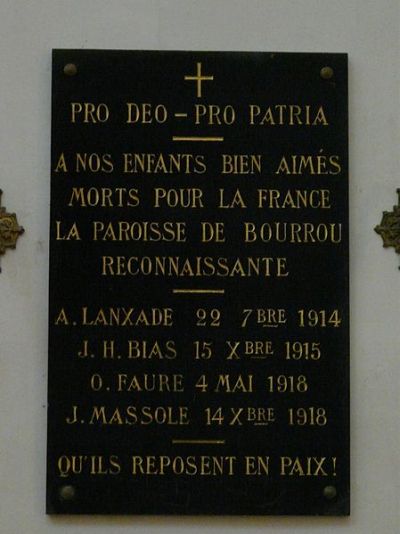 PRO DEO – PRO PATRIA
A NOS ENFANTS BIEN AIMÉS
MORTS POUR LA FRANCE
LA PAROISSE DE BOURROU
RECONNAISSANTE
A. LANXADE 22 7BRE 1914
J. H. BIAS 15 XBRE 1915
O. FAURE 4 MAI 1918
J. MASSOLE 14 XBRE 1918
QU'ILS REPOSENT EN PAIX!